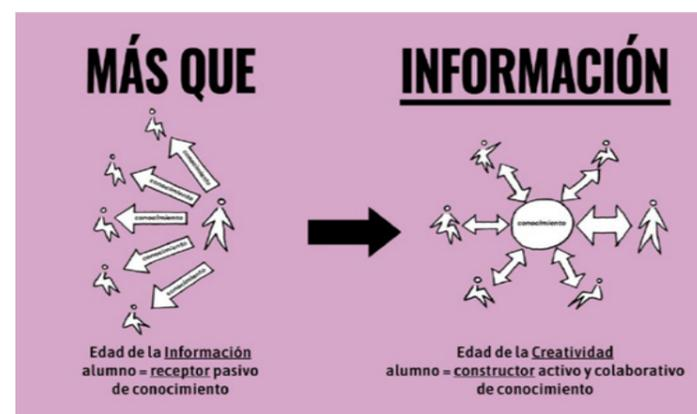 MÁS QUE
INFORMACIÓN
conocimiento
conocimiento
conocimiento
conocimiento
conocimiento
conocimiento
Edad de la Información
alumno = receptor pasivo
de conocimiento
Edad de la Creatividad
alumno = constructor activo y colaborativo
de conocimiento